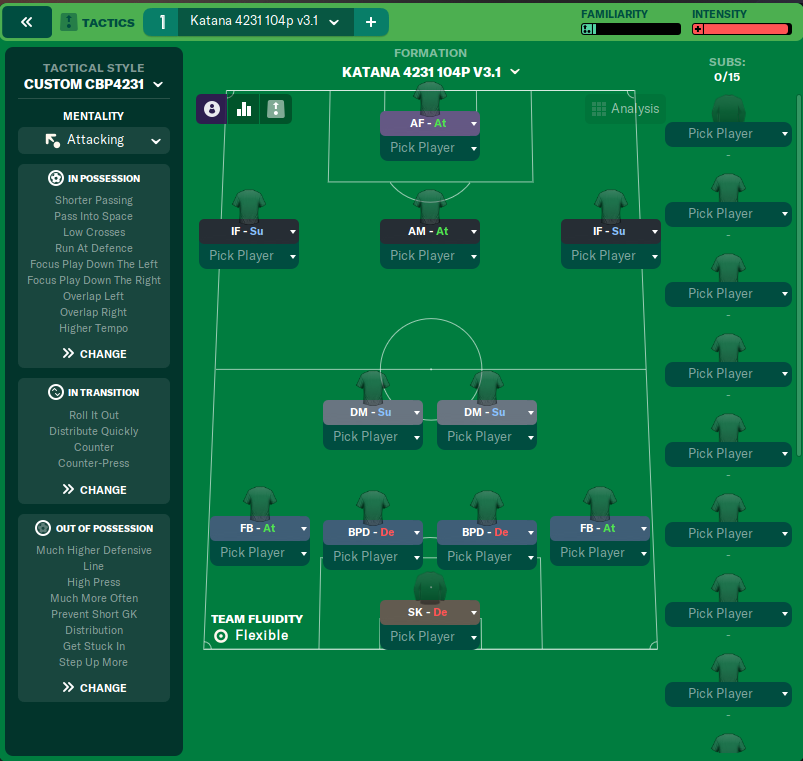 TACTICS
1
Katana 4231 104p v3.1
+
FAMILIARITY
INTENSITY
TACTICAL STYLE
CUSTOM CBP4231
MENTALITY
Attacking
IN POSSESSION
Shorter Passing
Pass Into Space
Low Crosses
Run At Defence
Focus Play Down The Left
Focus Play Down The Right
Overlap Left
Overlap Right
Higher Tempo
CHANGE
IN TRANSITION
Roll It Out
Distribute Quickly
Counter
Counter-Press
CHANGE
OUT OF POSSESSION
Much Higher Defensive
Line
High Press
Much More Often
Prevent Short GK
Distribution
Get Stuck In
Step Up More
CHANGE
FORMATION
KATANA 4231 104P V3.1
Analysis
AF - At
Pick Player
IF - Su
Pick Player
AM - At
Pick Player
IF - Su
Pick Player
DM - Su
Pick Player
DM - Su
Pick Player
FB - At
Pick Player
BPD - De
Pick Player
BPD - De
Pick Player
FB - At
Pick Player
SK - De
Pick Player
TEAM FLUIDITY
Flexible
SUBS:
0/15
Pick Player
-
Pick Player
-
Pick Player
-
Pick Player
-
Pick Player
-
Pick Player
-
Pick Player
-
Pick Player
-